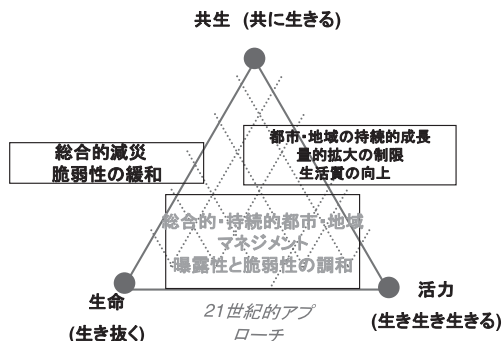 共生 (共に生きる)
総合的減災
脆弱性の緩和
都市・地域の持続的成長
量的拡大の制限
生活質の向上
総合的・持続的都市・地域
マネジメント
曝露性と脆弱性の調和
生命
(生き抜く)
21世紀的アプ
ローチ
活力
(生き生き生きる)